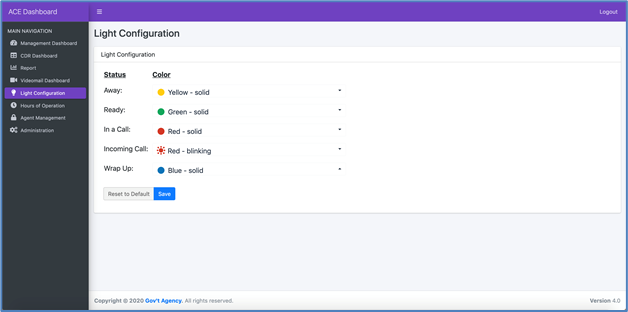 ACE Dashboard
Logout
MAIN NAVIGATION
Management Dashboard
CDR Dashboard
Report
Videomail Dashboard
Light Configuration
Hours of Operation
Agent Management
Administration
Light Configuration
Light Configuration
Status Color
Away: Yellow - solid
Ready: Green - solid
In a Call: Red - solid
Incoming Call: Red - blinking
Wrap Up: Blue - solid
Reset to Default Save
Copyright © 2020 Gov't Agency. All rights reserved. Version 4.0